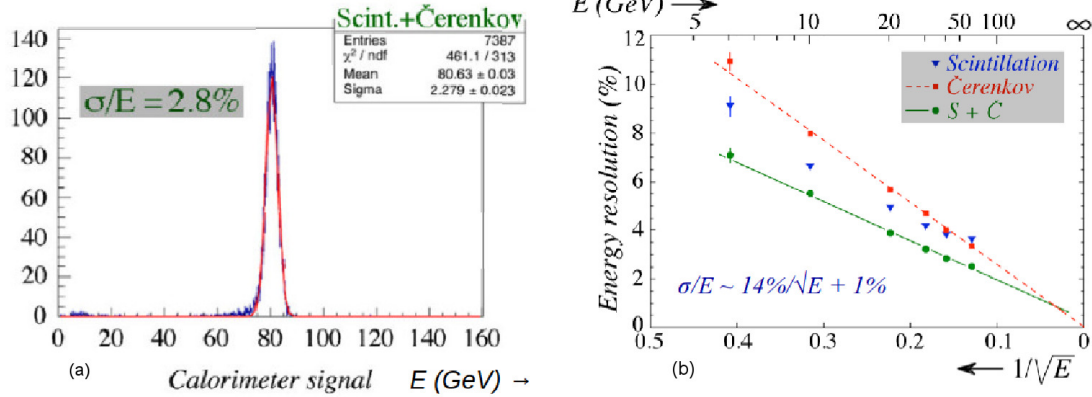 Scint.+Čerenkov
Entries 7387
χ² / ndf 461.1 / 313
Mean 80.63 ± 0.03
Sigma 2.279 ± 0.023
σ/E = 2.8%
140
120
100
80
60
40
20
0
0 20 40 60 80 100 120 140 160
(a)
Calorimeter signal E (GeV) →
E (GeV) →
5 10 20 50 100 ∞
Scintillation
Čerenkov
S + C
Energy resolution (%)
12
10
8
6
4
2
0
σ/E ~ 14%/√E + 1%
0.5 0.4 0.3 0.2 0.1 0
(b)
← 1/√E